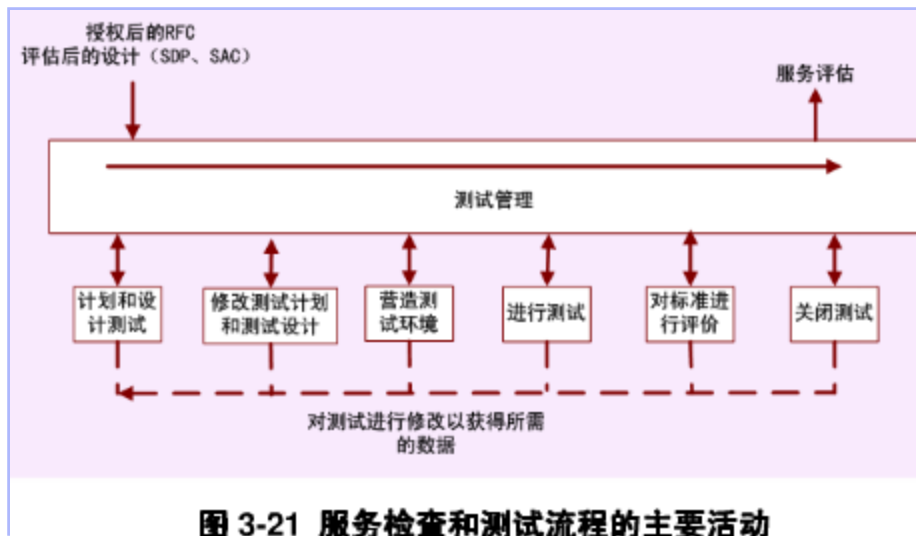 授权后的RFC
评估后的设计（SDP、SAC）
服务评估
测试管理
计划和设
计测试
修改测试计划
和测试设计
营造测
试环境
进行测试
对标准进
行评价
关闭测试
对测试进行修改以获得所需
的数据
图 3-21 服务检查和测试流程的主要活动